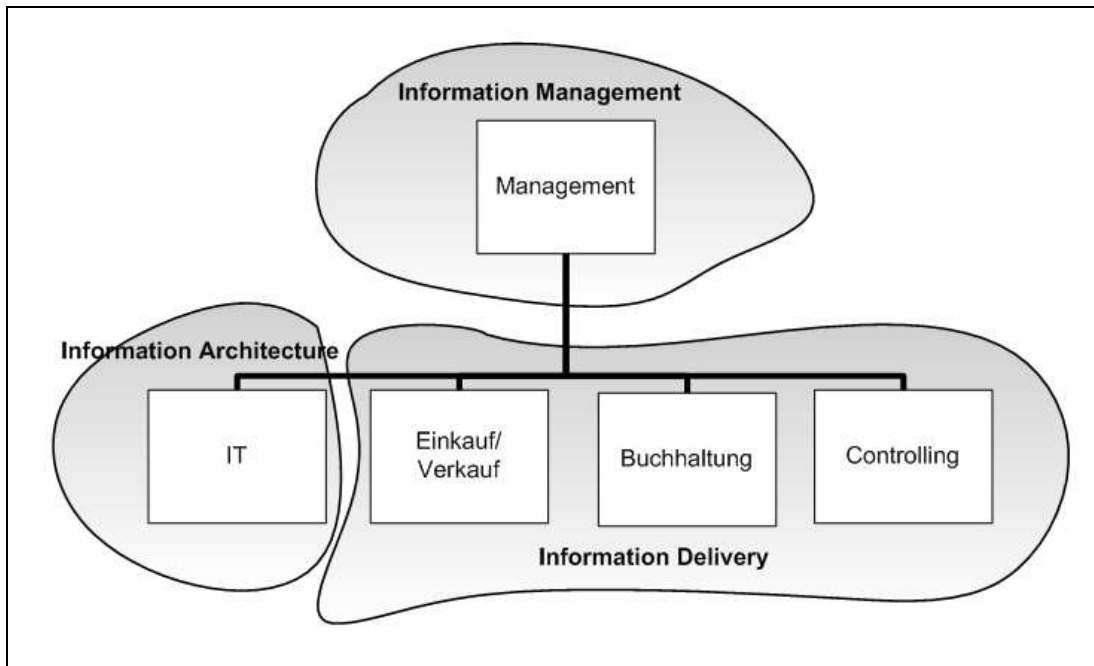 Information Management
Management
Information Architecture
IT
Einkauf/
Verkauf
Buchhaltung
Controlling
Information Delivery